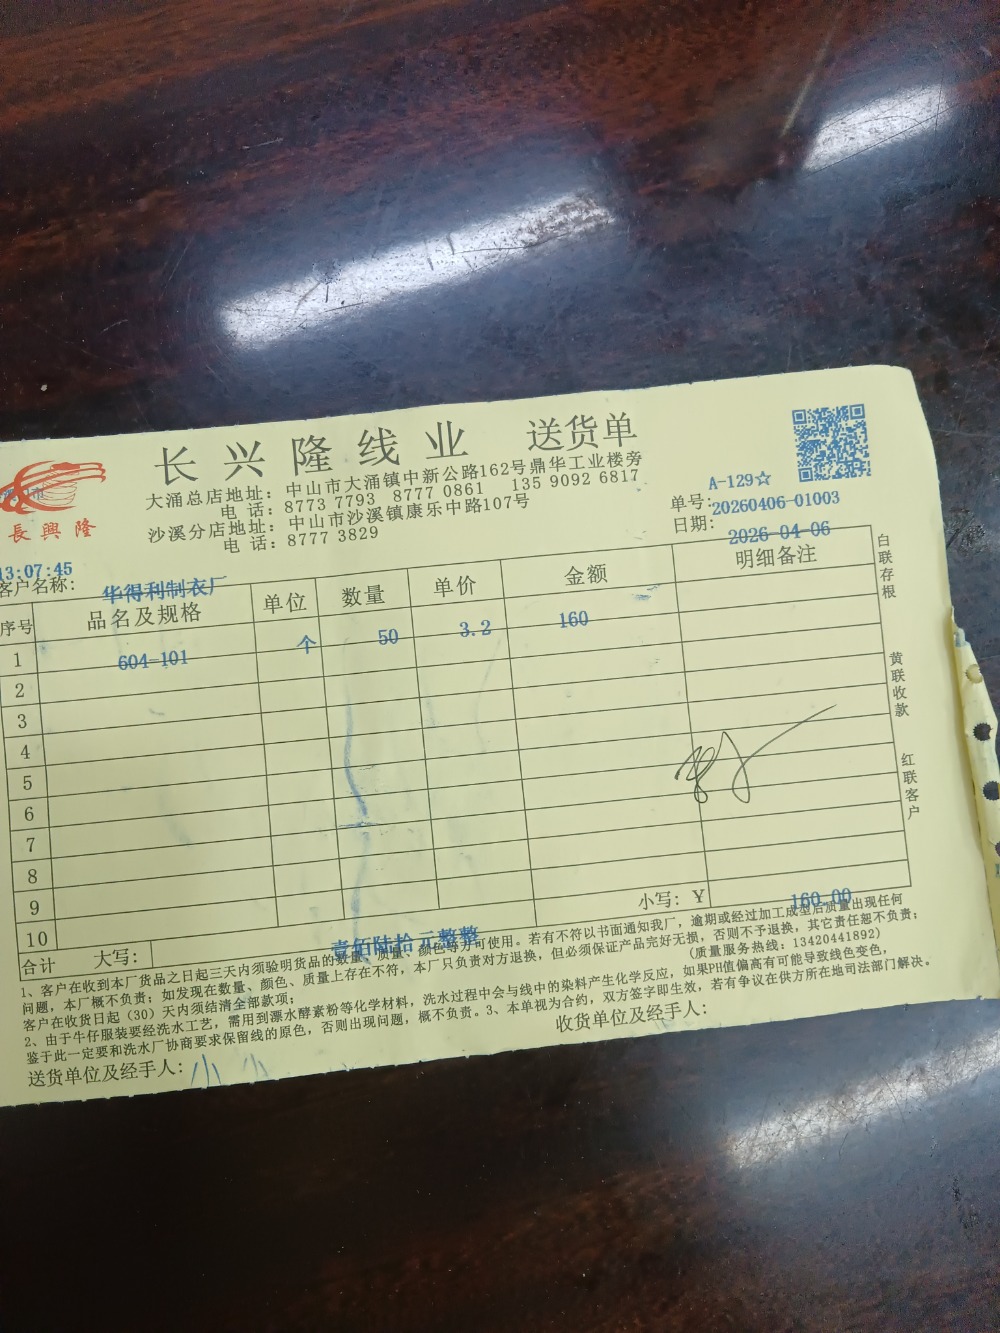 长兴隆线业 送货单
大涌总店地址：中山市大涌镇中新公路162号鼎华工业楼旁
电 话：8773 7793 8777 0861 135 9092 6817
沙溪分店地址：中山市沙溪镇康乐中路107号
电 话：8777 3829
長興隆
A-129☆
单号：20260406-01003
日期：2026-04-06
13:07:45
客户名称：华得利制衣厂
序号 品名及规格 单位 数量 单价 金额 明细备注
1 604-101 个 50 3.2 160
2
3
4
5
6
7
8
9
10
小写：Y 160.00
合计 大写：壹佰陆拾元整整
1、客户在收到本厂货品之日起三天内须验明货品的数量、质量、颜色等方可使用。若有不符以书面通知我厂，逾期或经过加工成型后质量出现任何
问题，本厂概不负责；如发现在数量、颜色、质量上存在不符，本厂只负责对方退换，但必须保证产品完好无损，否则不予退换，其它责任恕不负责；
客户在收货日起（30）天内须结清全部款项； （质量服务热线：13420441892）
2、由于牛仔服装要经洗水工艺，需用到漂水酵素粉等化学材料，洗水过程中会与线中的染料产生化学反应，如果PH值偏高有可能导致线色变色，
鉴于此一定要和洗水厂协商要求保留线的原色，否则出现问题，概不负责。3、本单视为合约，双方签字即生效，若有争议在供方所在地司法部门解决。
送货单位及经手人：小小 收货单位及经手人：
白联存根
黄联收款
红联客户